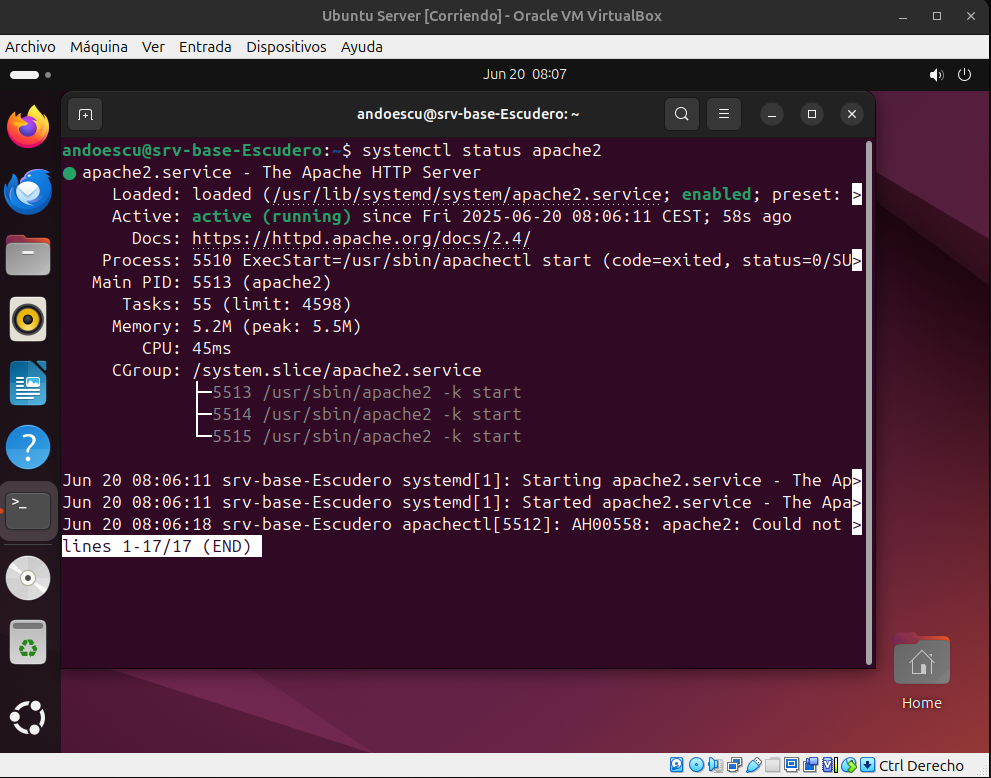 Ubuntu Server [Corriendo] - Oracle VM VirtualBox
Archivo Máquina Ver Entrada Dispositivos Ayuda
Jun 20 08:07
andoescu@srv-base-Escudero: ~
andoescu@srv-base-Escudero:~$ systemctl status apache2
● apache2.service - The Apache HTTP Server
Loaded: loaded (/usr/lib/systemd/system/apache2.service; enabled; preset: >
Active: active (running) since Fri 2025-06-20 08:06:11 CEST; 58s ago
Docs: https://httpd.apache.org/docs/2.4/
Process: 5510 ExecStart=/usr/sbin/apachectl start (code=exited, status=0/SU>
Main PID: 5513 (apache2)
Tasks: 55 (limit: 4598)
Memory: 5.2M (peak: 5.5M)
CPU: 45ms
CGroup: /system.slice/apache2.service
├─5513 /usr/sbin/apache2 -k start
├─5514 /usr/sbin/apache2 -k start
└─5515 /usr/sbin/apache2 -k start
Jun 20 08:06:11 srv-base-Escudero systemd[1]: Starting apache2.service - The Ap>
Jun 20 08:06:11 srv-base-Escudero systemd[1]: Started apache2.service - The Apa>
Jun 20 08:06:18 srv-base-Escudero apachectl[5512]: AH00558: apache2: Could not >
lines 1-17/17 (END)
Home
Ctrl Derecho